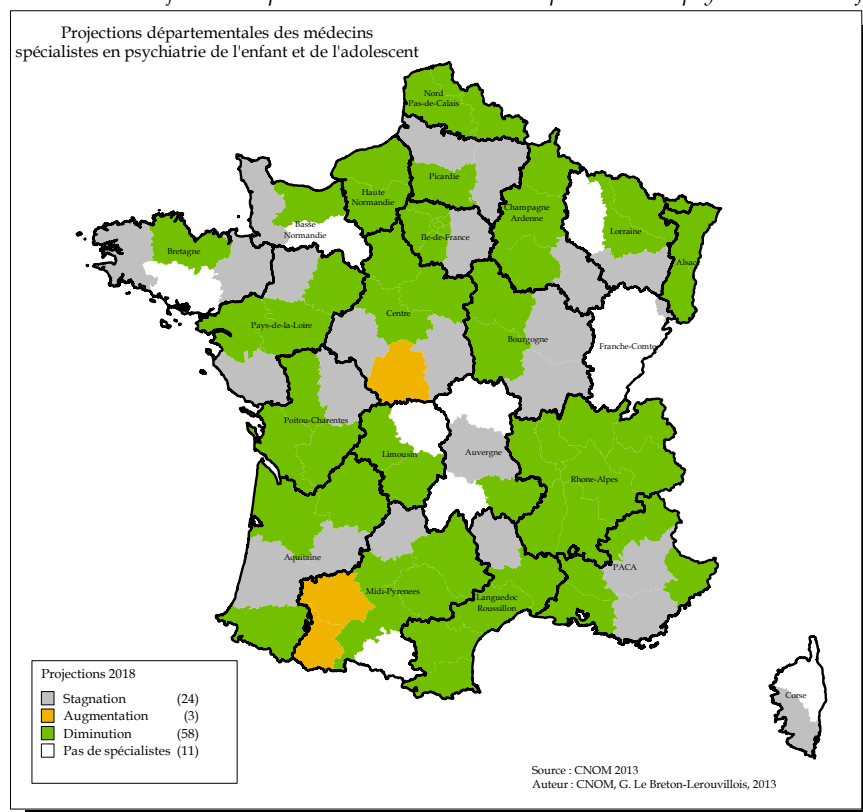 Projections départementales des médecins
spécialistes en psychiatrie de l'enfant et de l'adolescent
Nord
Pas-de-Calais
Picardie
Haute
Normandie
Champagne
Ardenne
Lorraine
Basse
Normandie
Ile-de-France
Bretagne
Alsace
Pays-de-la-Loire
Centre
Bourgogne
Franche-Comte
Poitou-Charentes
Limousin
Auvergne
Rhone-Alpes
Aquitaine
PACA
Midi-Pyrenees
Languedoc
Roussillon
Corse
Projections 2018
Stagnation (24)
Augmentation (3)
Diminution (58)
Pas de spécialistes (11)
Source : CNOM 2013
Auteur : CNOM, G. Le Breton-Lerouvillois, 2013